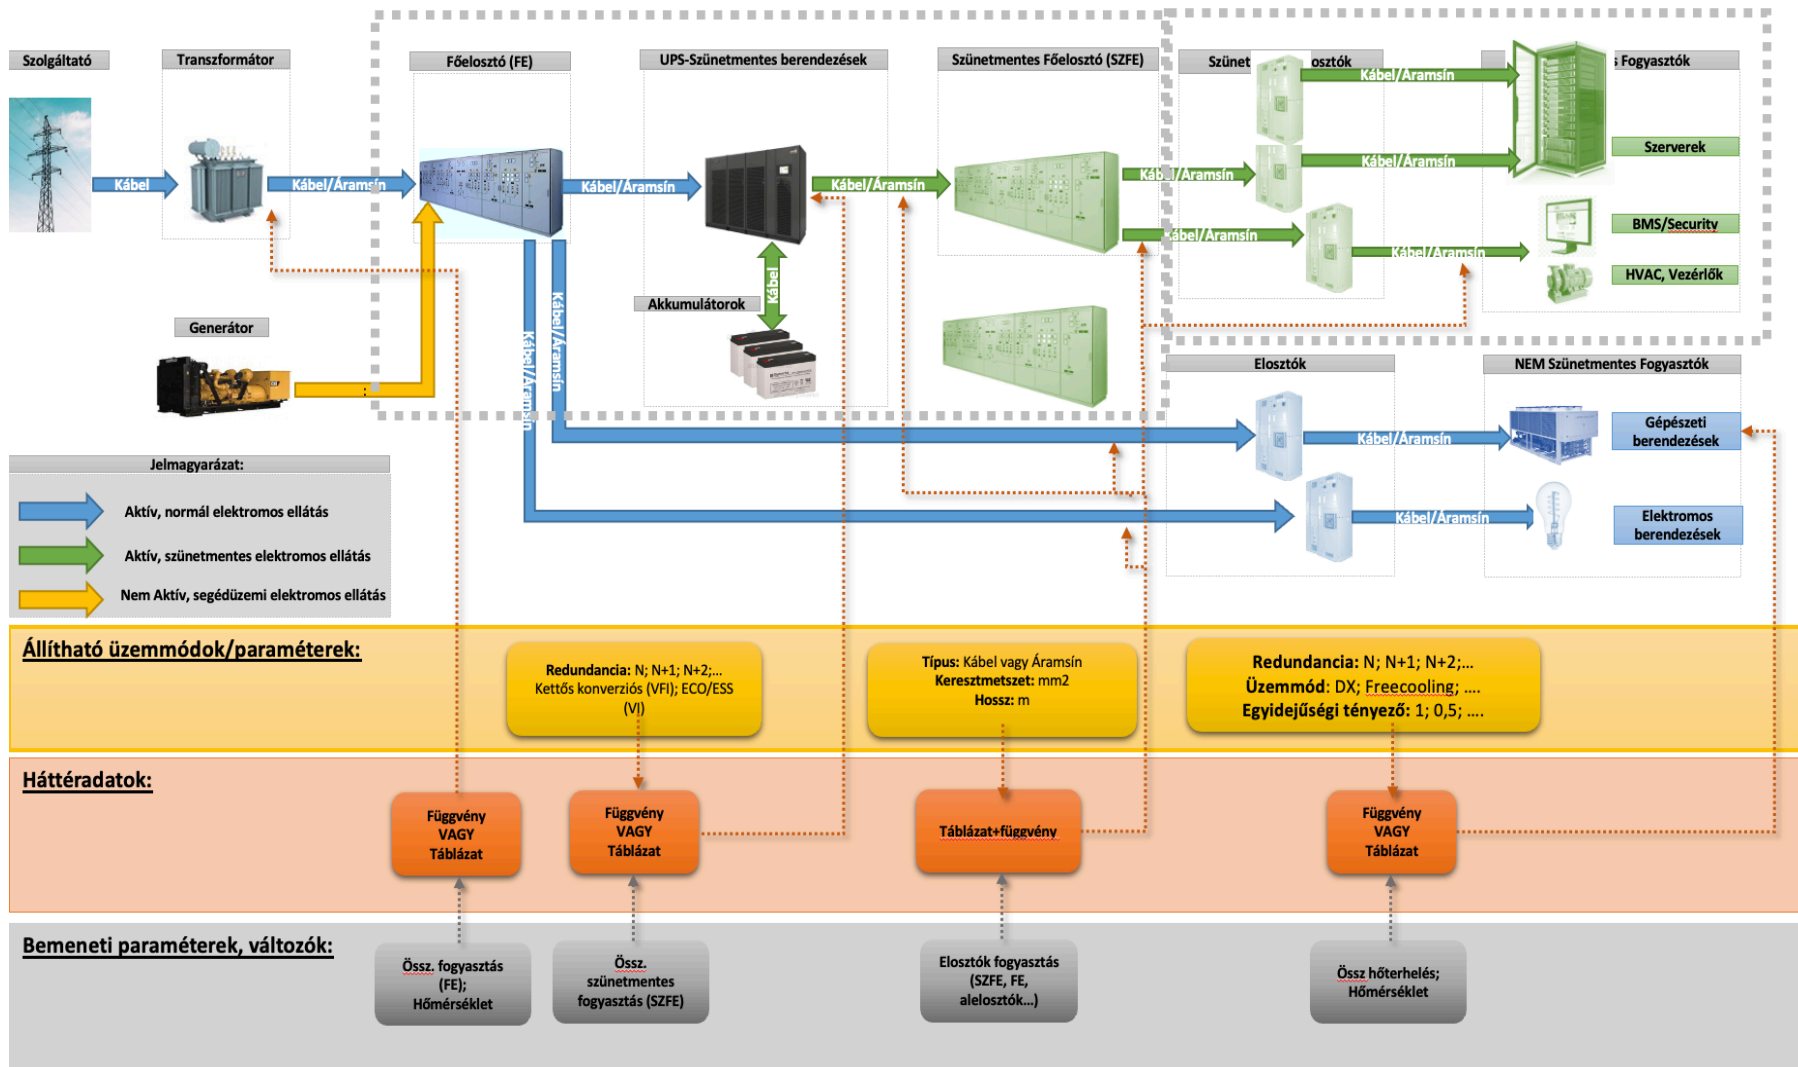 Szolgáltató
Transzformátor
Főelosztó (FE)
UPS-Szünetmentes berendezések
Szünetmentes Főelosztó (SZFE)
Szünet
osztók
s Fogyasztók
Kábel/Áramsín
Kábel/Áramsín
Szerverek
Kábel
Kábel/Áramsín
Kábel/Áramsín
Kábel/Áramsín
Kábel/Áramsín
Kábel/Áramsín
Kábel/Áramsín
BMS/Security
HVAC, Vezérlők
Kábel
Akkumulátorok
Generátor
Kábel/Áramsín
Kábel/Áramsín
Elosztók
NEM Szünetmentes Fogyasztók
Kábel/Áramsín
Gépészeti
berendezések
Kábel/Áramsín
Elektromos
berendezések
Jelmagyarázat:
Aktív, normál elektromos ellátás
Aktív, szünetmentes elektromos ellátás
Nem Aktív, segédüzemi elektromos ellátás
Állítható üzemmódok/paraméterek:
Redundancia: N; N+1; N+2;...
Kettős konverziós (VFI); ECO/ESS
(VI)
Típus: Kábel vagy Áramsín
Keresztmetszet: mm2
Hossz: m
Redundancia: N; N+1; N+2;...
Üzemmód: DX; Freecooling; ....
Egyidejűségi tényező: 1; 0,5; ....
Háttéradatok:
Függvény
VAGY
Táblázat
Függvény
VAGY
Táblázat
Táblázat+függvény
Függvény
VAGY
Táblázat
Bemeneti paraméterek, változók:
Össz. fogyasztás
(FE);
Hőmérséklet
Össz.
szünetmentes
fogyasztás (SZFE)
Elosztók fogyasztás
(SZFE, FE,
alelosztók...)
Össz hőterhelés;
Hőmérséklet